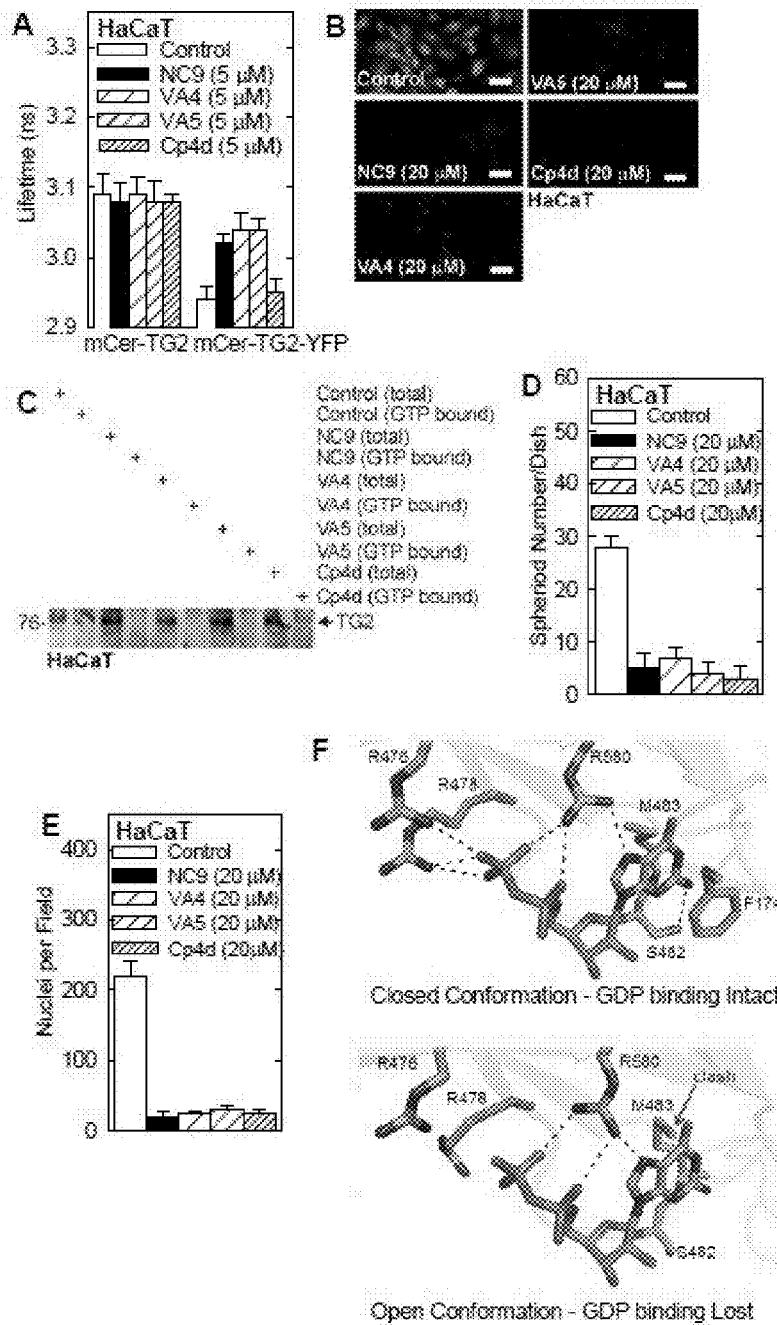 A
HaCaT
Control
NC9 (5 µM)
VA4 (5 µM)
VA5 (5 µM)
Cp4d (5 µM)
Lifetime (ns)
3.3
3.2
3.1
3.0
2.9
mCer-TG2
mCer-TG2-YFP
B
Control
VA5 (20 µM)
NC9 (20 µM)
Cp4d (20 µM)
VA4 (20 µM)
HaCaT
C
Control (total)
Control (GTP bound)
NC9 (total)
NC9 (GTP bound)
VA4 (total)
VA4 (GTP bound)
VA5 (total)
VA5 (GTP bound)
Cp4d (total)
Cp4d (GTP bound)
76-
TG2
HaCaT
D
HaCaT
Control
NC9 (20 µM)
VA4 (20 µM)
VA5 (20 µM)
Cp4d (20µM)
Spheriod Number/Dish
60
50
40
30
20
10
0
E
HaCaT
Control
NC9 (20 µM)
VA4 (20 µM)
VA5 (20 µM)
Cp4d (20µM)
Nuclei per Field
400
300
200
100
0
F
R476
R478
R580
M483
F174
S482
Closed Conformation - GDP binding Intact
R476
R478
R580
clash
M483
S482
Open Conformation - GDP binding Lost